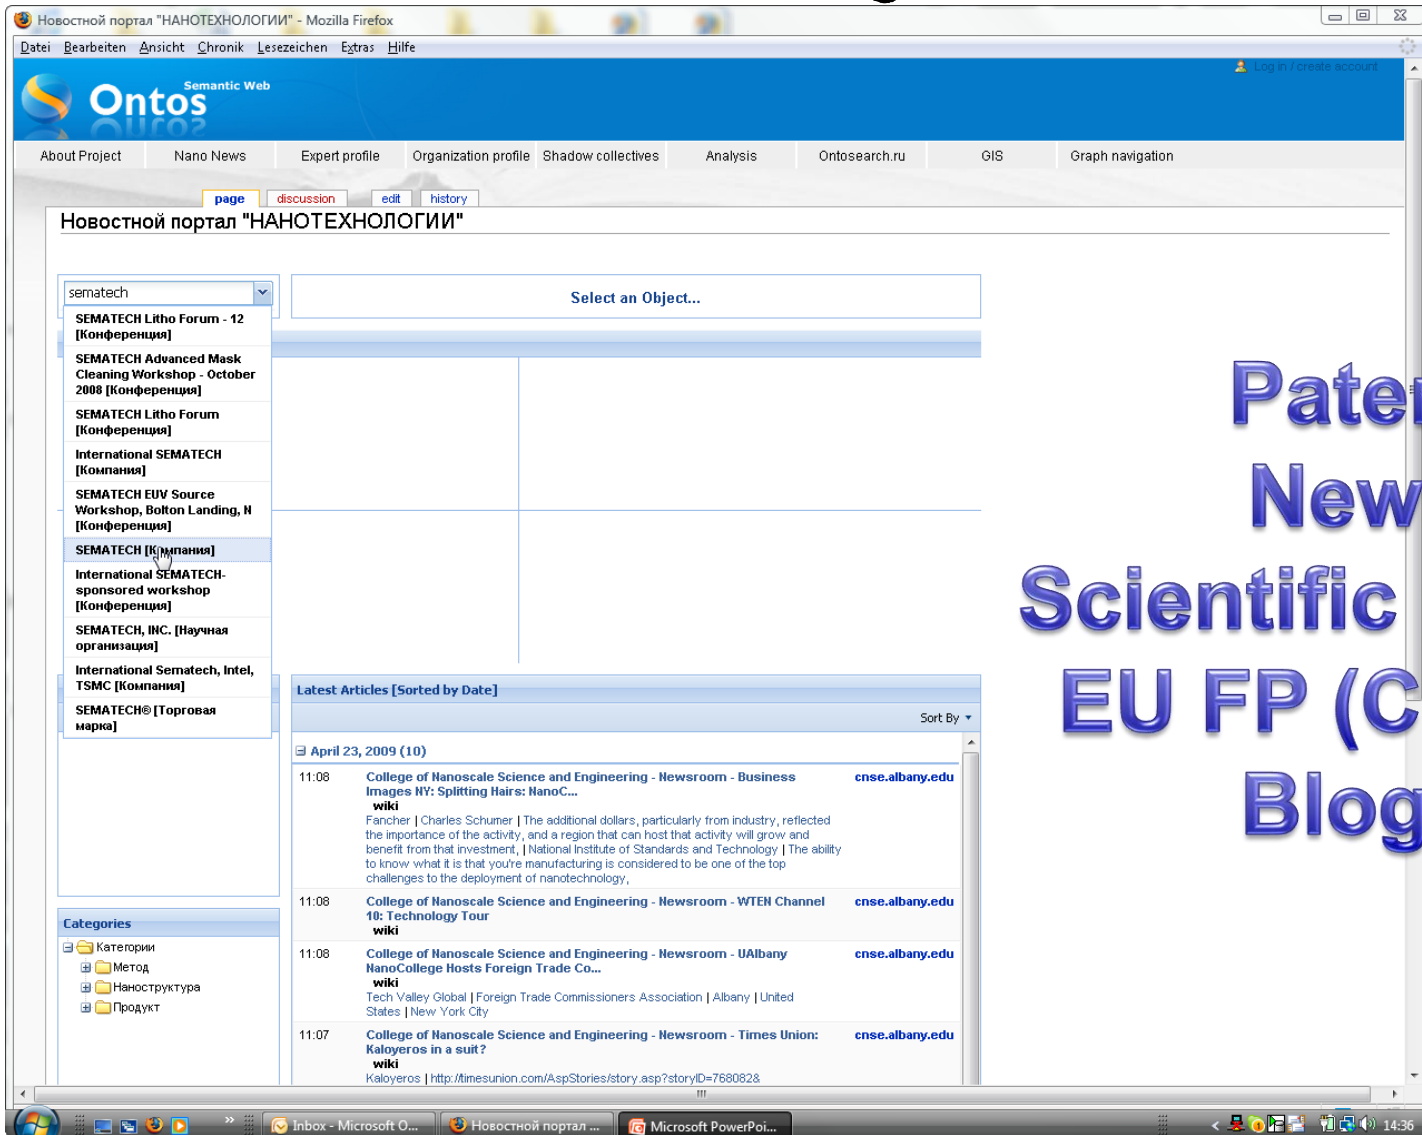 Новостной портал "НАНОТЕХНОЛОГИИ" - Mozilla Firefox
Datei Bearbeiten Ansicht Chronik Lesezeichen Extras Hilfe
Log in / create account
Semantic Web
Ontos
About Project Nano News Expert profile Organization profile Shadow collectives Analysis Ontosearch.ru GIS Graph navigation
page discussion edit history
Новостной портал "НАНОТЕХНОЛОГИИ"
sematech
Select an Object...
SEMATECH Litho Forum - 12
[Конференция]
SEMATECH Advanced Mask
Cleaning Workshop - October
2008 [Конференция]
SEMATECH Litho Forum
[Конференция]
International SEMATECH
[Компания]
SEMATECH EUV Source
Workshop, Bolton Landing, N
[Конференция]
SEMATECH [Компания]
International SEMATECH-
sponsored workshop
[Конференция]
SEMATECH, INC. [Научная
организация]
International Sematech, Intel,
TSMC [Компания]
SEMATECH® [Торговая
марка]
Pate
New
Scientific
EU FP (C
Blog
Latest Articles [Sorted by Date]
Sort By
April 23, 2009 (10)
11:08 College of Nanoscale Science and Engineering - Newsroom - Business cnse.albany.edu
Images NY: Splitting Hairs: NanoC...
wiki
Fancher | Charles Schumer | The additional dollars, particularly from industry, reflected
the importance of the activity, and a region that can host that activity will grow and
benefit from that investment, | National Institute of Standards and Technology | The ability
to know what it is that you're manufacturing is considered to be one of the top
challenges to the deployment of nanotechnology,
11:08 College of Nanoscale Science and Engineering - Newsroom - WTEN Channel cnse.albany.edu
10: Technology Tour
wiki
11:08 College of Nanoscale Science and Engineering - Newsroom - UAlbany cnse.albany.edu
NanoCollege Hosts Foreign Trade Co...
wiki
Tech Valley Global | Foreign Trade Commissioners Association | Albany | United
States | New York City
11:07 College of Nanoscale Science and Engineering - Newsroom - Times Union: cnse.albany.edu
Kaloyeros in a suit?
wiki
Kaloyeros | http://timesunion.com/AspStories/story.asp?storyID=768082&
Categories
Категории
Метод
Наноструктура
Продукт
Inbox - Microsoft O... Новостной портал ... Microsoft PowerPoi... 14:36